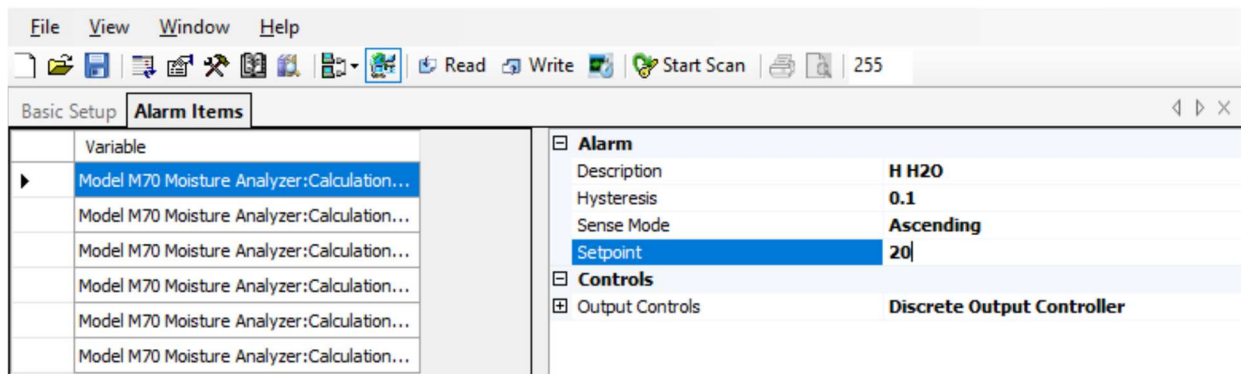 File View Window Help
Read Write Start Scan 255
Basic Setup Alarm Items
Variable
Model M70 Moisture Analyzer:Calculation...
Model M70 Moisture Analyzer:Calculation...
Model M70 Moisture Analyzer:Calculation...
Model M70 Moisture Analyzer:Calculation...
Model M70 Moisture Analyzer:Calculation...
Model M70 Moisture Analyzer:Calculation...
Alarm
Description H H2O
Hysteresis 0.1
Sense Mode Ascending
Setpoint 20
Controls
Output Controls Discrete Output Controller